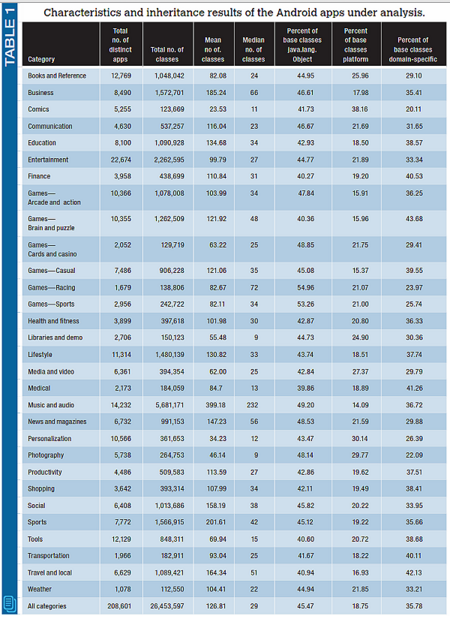 TABLE 1
Characteristics and inheritance results of the Android apps under analysis.
Category Total no. of distinct apps Total no. of classes Mean no of. classes Median no. of classes Percent of base classes java.lang. Object Percent of base classes platform Percent of base classes domain-specific
Books and Reference 12,769 1,048,042 82.08 24 44.95 25.96 29.10
Business 8,490 1,572,701 185.24 66 46.61 17.98 35.41
Comics 5,255 123,669 23.53 11 41.73 38.16 20.11
Communication 4,630 537,257 116.04 23 46.67 21.69 31.65
Education 8,100 1,090,928 134.68 34 42.93 18.50 38.57
Entertainment 22,674 2,262,595 99.79 27 44.77 21.89 33.34
Finance 3,958 438,699 110.84 31 40.27 19.20 40.53
Games— Arcade and action 10,366 1,078,008 103.99 34 47.84 15.91 36.25
Games— Brain and puzzle 10,355 1,262,509 121.92 48 40.36 15.96 43.68
Games— Cards and casino 2,052 129,719 63.22 25 48.85 21.75 29.41
Games—Casual 7,486 906,228 121.06 35 45.08 15.37 39.55
Games—Racing 1,679 138,806 82.67 72 54.96 21.07 23.97
Games—Sports 2,956 242,722 82.11 34 53.26 21.00 25.74
Health and fitness 3,899 397,618 101.98 30 42.87 20.80 36.33
Libraries and demo 2,706 150,123 55.48 9 44.73 24.90 30.36
Lifestyle 11,314 1,480,139 130.82 33 43.74 18.51 37.74
Media and video 6,361 394,354 62.00 25 42.84 27.37 29.79
Medical 2,173 184,059 84.7 13 39.86 18.89 41.26
Music and audio 14,232 5,681,171 399.18 232 49.20 14.09 36.72
News and magazines 6,732 991,153 147.23 56 48.53 21.59 29.88
Personalization 10,566 361,653 34.23 12 43.47 30.14 26.39
Photography 5,738 264,753 46.14 9 48.14 29.77 22.09
Productivity 4,486 509,583 113.59 27 42.86 19.62 37.51
Shopping 3,642 393,314 107.99 34 42.11 19.49 38.41
Social 6,408 1,013,686 158.19 38 45.82 20.22 33.95
Sports 7,772 1,566,915 201.61 42 45.12 19.22 35.66
Tools 12,129 848,311 69.94 15 40.60 20.72 38.68
Transportation 1,966 182,911 93.04 25 41.67 18.22 40.11
Travel and local 6,629 1,089,421 164.34 51 40.94 16.93 42.13
Weather 1,078 112,550 104.41 22 44.94 21.85 33.21
All categories 208,601 26,453,597 126.81 29 45.47 18.75 35.78